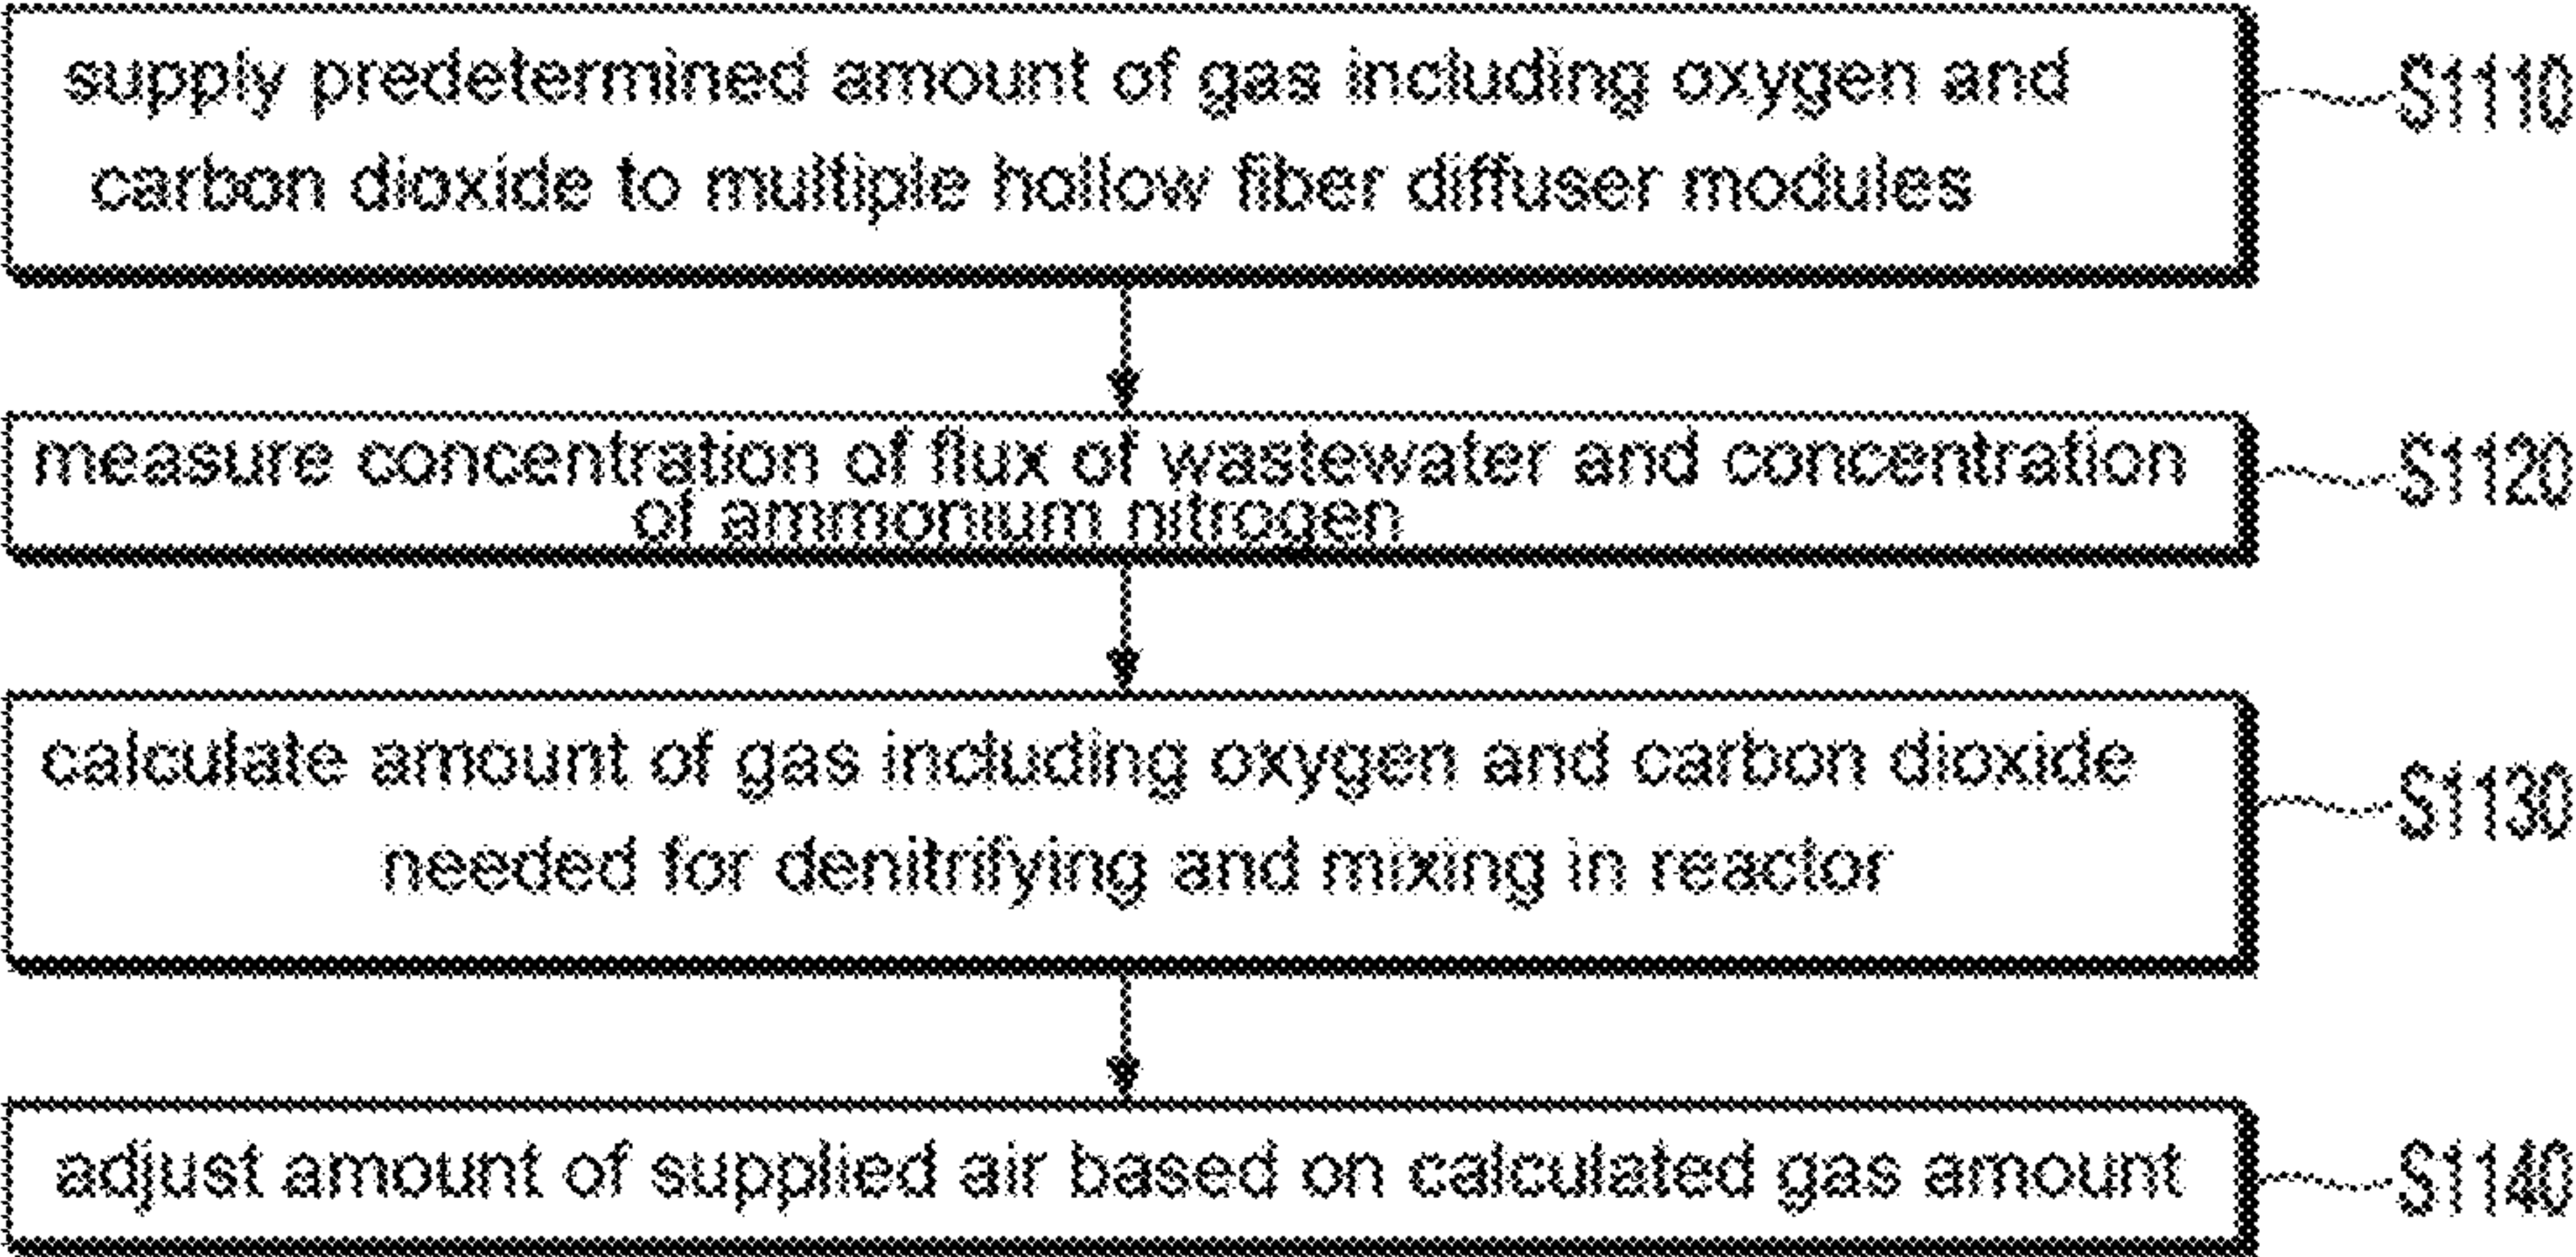 supply predetermined amount of gas including oxygen and
carbon dioxide to multiple hollow fiber diffuser modules
S1110
measure concentration of flux of wastewater and concentration
of ammonium nitrogen
S1120
calculate amount of gas including oxygen and carbon dioxide
needed for denitrifying and mixing in reactor
S1130
adjust amount of supplied air based on calculated gas amount
S1140